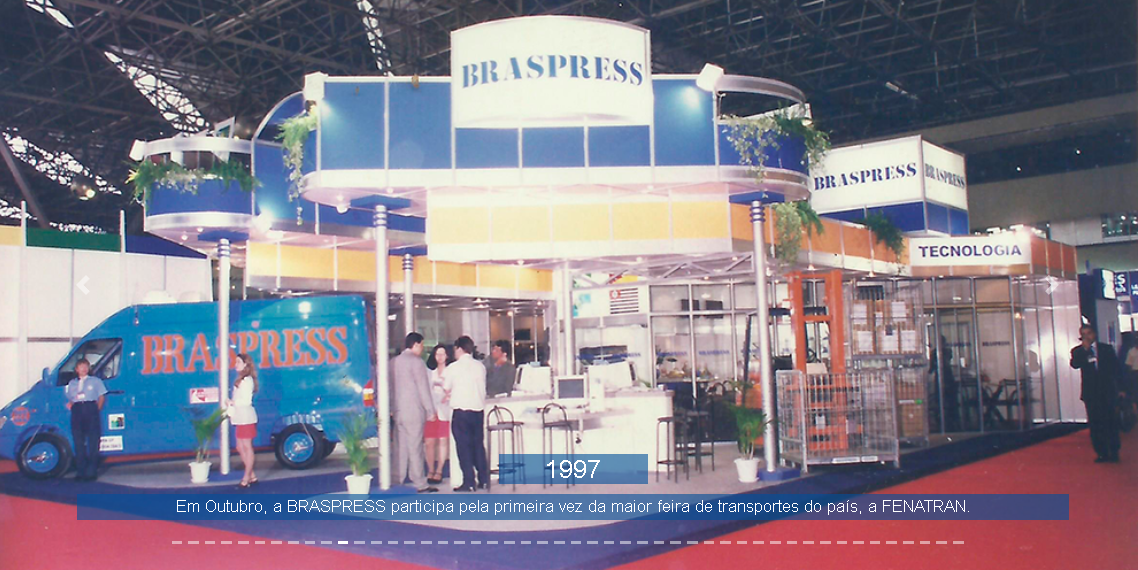 BRASPRESS
BRASPRESS
BRASPRESS
TECNOLOGIA
BRASPRESS
1997
Em Outubro, a BRASPRESS participa pela primeira vez da maior feira de transportes do país, a FENATRAN.